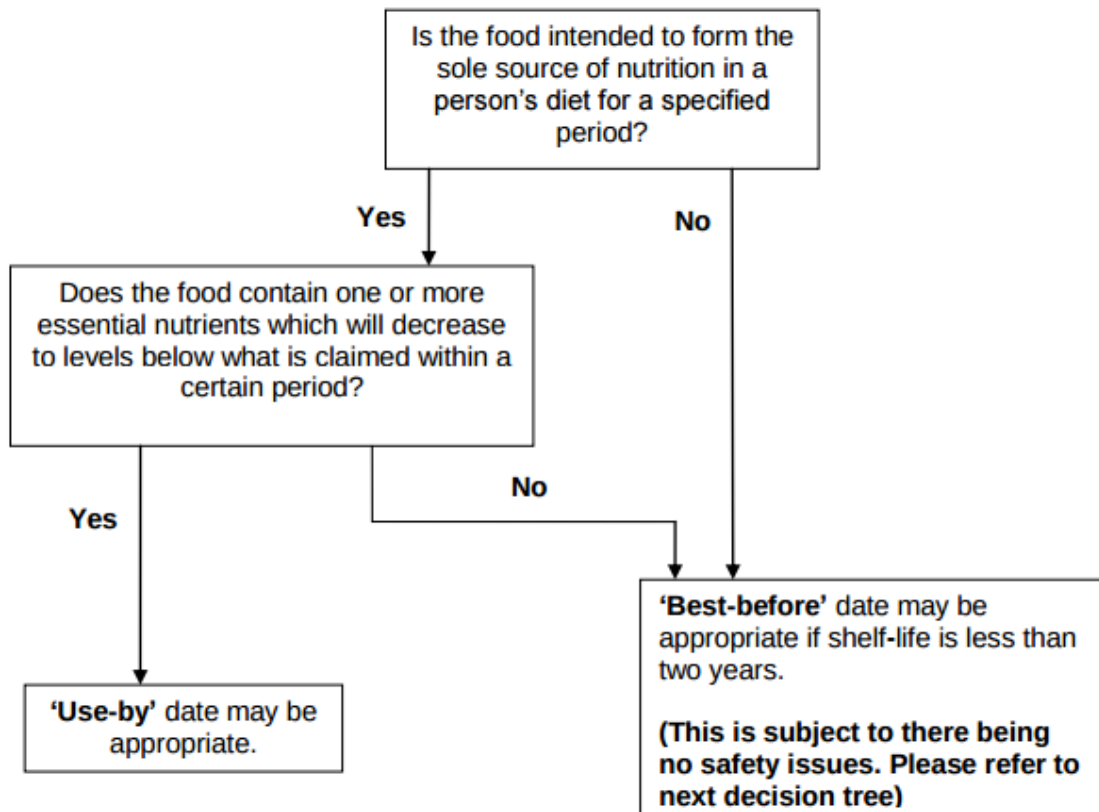 Is the food intended to form the
sole source of nutrition in a
person’s diet for a specified
period?
Yes
No
Does the food contain one or more
essential nutrients which will decrease
to levels below what is claimed within a
certain period?
No
Yes
‘Best-before’ date may be
appropriate if shelf-life is less than
two years.
(This is subject to there being
no safety issues. Please refer to
next decision tree)
‘Use-by’ date may be
appropriate.